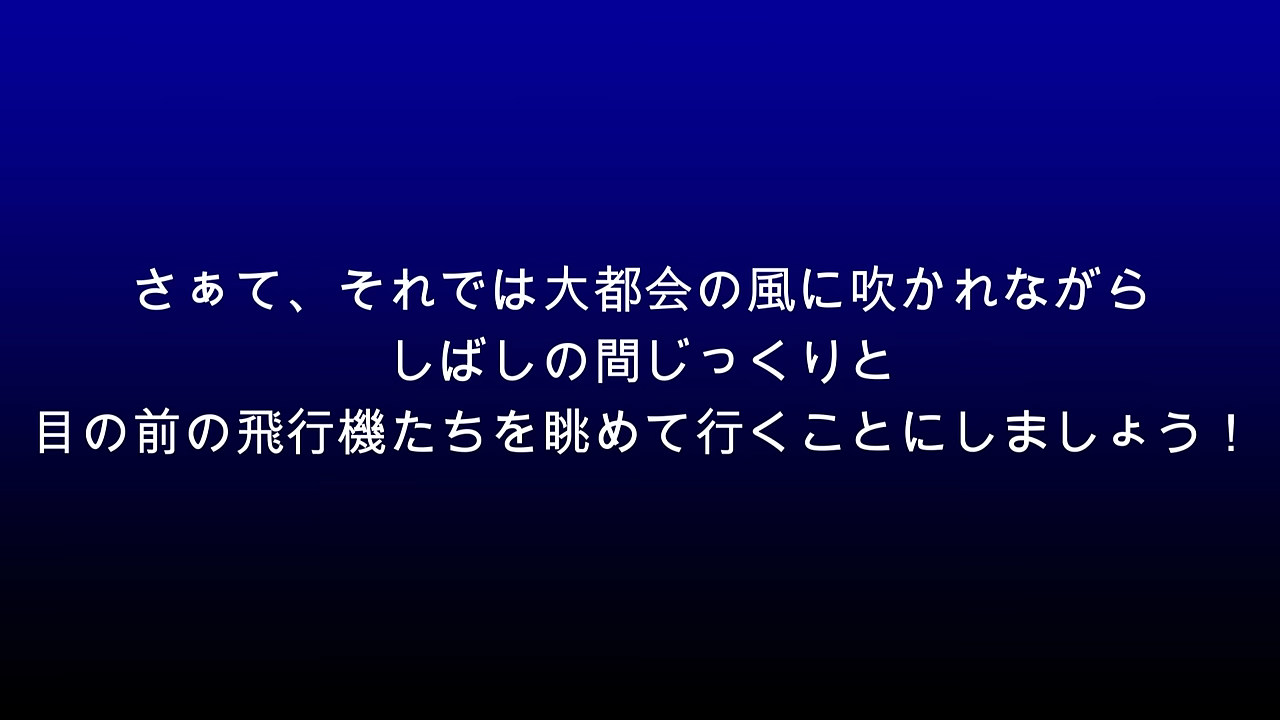 さぁて、それでは大都会の風に吹かれながら
しばしの間じっくりと
目の前の飛行機たちを眺めて行くことにしましょう！